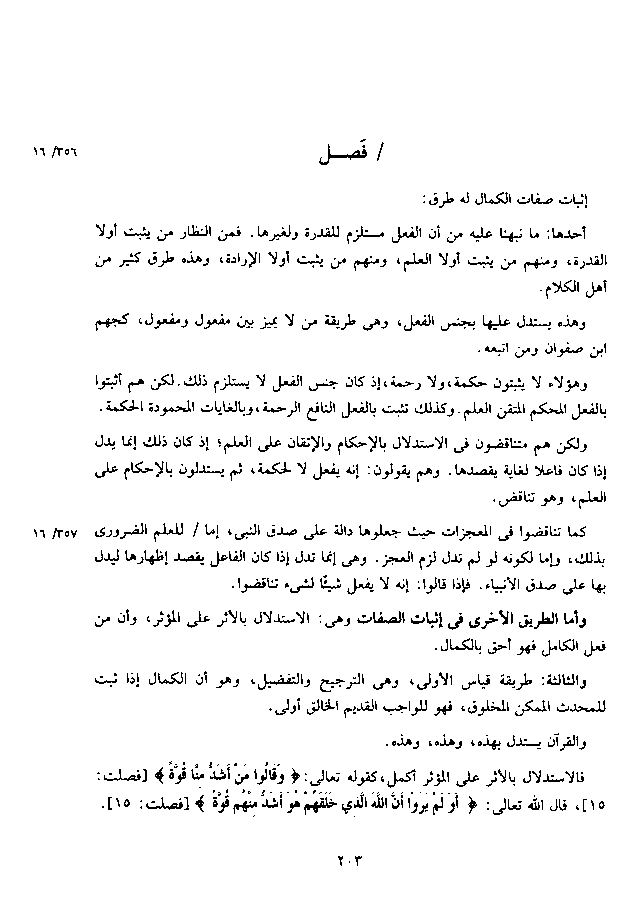 / فَصــل ٣٥٦/ ١٦
إثبات صفات الكمال له طرق:
أحدها: ما نبهنا عليه من أن الفعل مستلزم للقدرة ولغيرها. فمن النظار من يثبت أولا
القدرة، ومنهم من يثبت أولا العلم، ومنهم من يثبت أولا الإرادة، وهذه طرق كثير من
أهل الكلام.
وهذه يستدل عليها بجنس الفعل، وهى طريقة من لا يميز بين مفعول ومفعول، كجهم
ابن صفوان ومن اتبعه.
وهؤلاء لا يثبتون حكمة، ولا رحمة، إذ كان جنس الفعل لا يستلزم ذلك. لكن هم أثبتوا
بالفعل المحكم المتقن العلم. وكذلك تثبت بالفعل النافع الرحمة، وبالغايات المحمودة الحكمة.
ولكن هم متناقضون فى الاستدلال بالإحكام والإتقان على العلم؛ إذ كان ذلك إنما يدل
إذا كان فاعلا لغاية يقصدها. وهم يقولون: إنه يفعل لا لحكمة، ثم يستدلون بالإحكام على
العلم، وهو تناقض.
كما تناقضوا فى المعجزات حيث جعلوها دالة على صدق النبى، إما / للعلم الضرورى ٣٥٧/ ١٦
بذلك، وإما لكونه لو لم تدل لزم العجز. وهى إنما تدل إذا كان الفاعل يقصد إظهارها ليدل
بها على صدق الأنبياء. فإذا قالوا: إنه لا يفعل شيئًا لشىء تناقضوا.
وأما الطريق الأخرى فى إثبات الصفات وهى: الاستدلال بالأثر على المؤثر، وأن من
فعل الكامل فهو أحق بالكمال.
والثالثة: طريقة قياس الأولى، وهى الترجيح والتفضيل، وهو أن الكمال إذا ثبت
للمحدث الممكن المخلوق، فهو للواجب القديم الخالق أولى.
والقرآن يستدل بهذه، وهذه، وهذه.
فالاستدلال بالأثر على المؤثر أكمل، كقوله تعالى: ﴿ وَقَالُوا مَنْ أَشَدُّ مِنَّا قُوَّةً ﴾ [فصلت:
١٥]، قال الله تعالى: ﴿ أَوَ لَمْ يَرَوْا أَنَّ اللَّهَ الَّذِي خَلَقَهُمْ هُوَ أَشَدُّ مِنْهُمْ قُوَّةً ﴾ [فصلت: ١٥].
٢٠٣